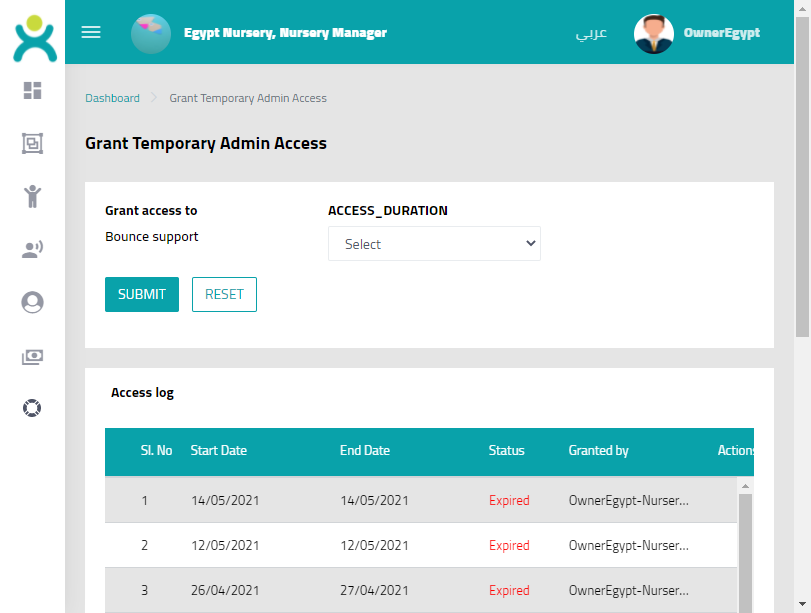 Egypt Nursery, Nursery Manager
عربي
OwnerEgypt
Dashboard
Grant Temporary Admin Access
Grant Temporary Admin Access
Grant access to
ACCESS_DURATION
Bounce support
Select
SUBMIT
RESET
Access log
Sl. No Start Date End Date Status Granted by Actions
1 14/05/2021 14/05/2021 Expired OwnerEgypt-Nurser...
2 12/05/2021 12/05/2021 Expired OwnerEgypt-Nurser...
3 26/04/2021 27/04/2021 Expired OwnerEgypt-Nurser...